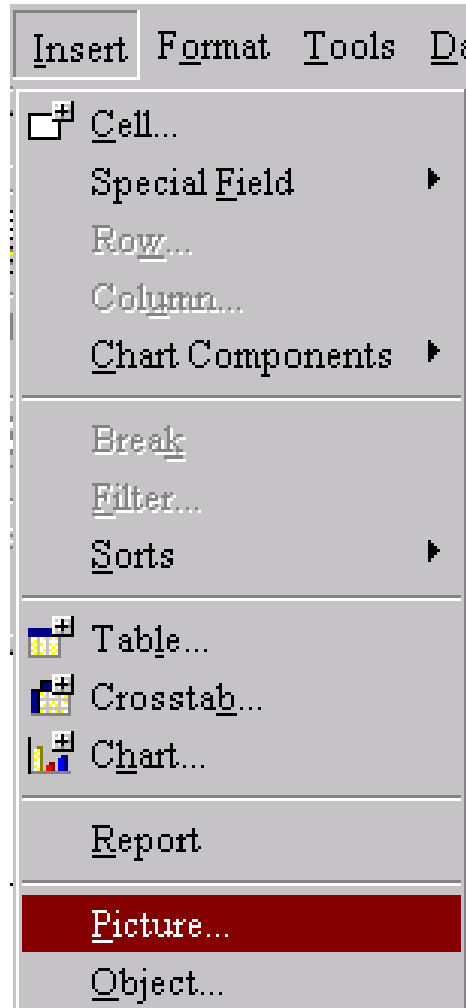 Insert Format Tools Da
Cell...
Special Field
Row...
Column...
Chart Components
Break
Filter...
Sorts
Table...
Crosstab...
Chart...
Report
Picture...
Object...